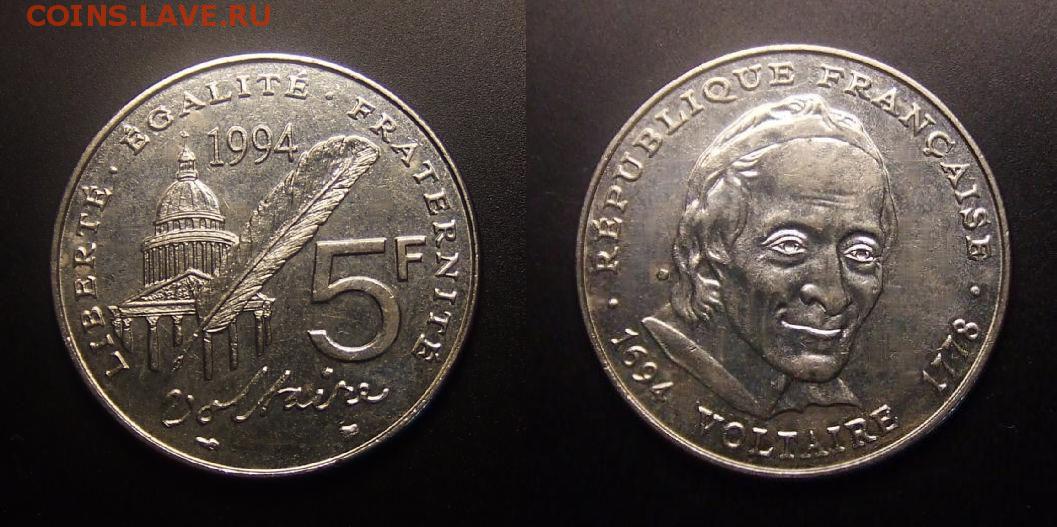 COINS.LAVE.RU
LIBERTÉ · ÉGALITÉ · FRATERNITÉ
1994
5F
Voltaire
· RÉPUBLIQUE FRANÇAISE ·
1694 VOLTAIRE 1778